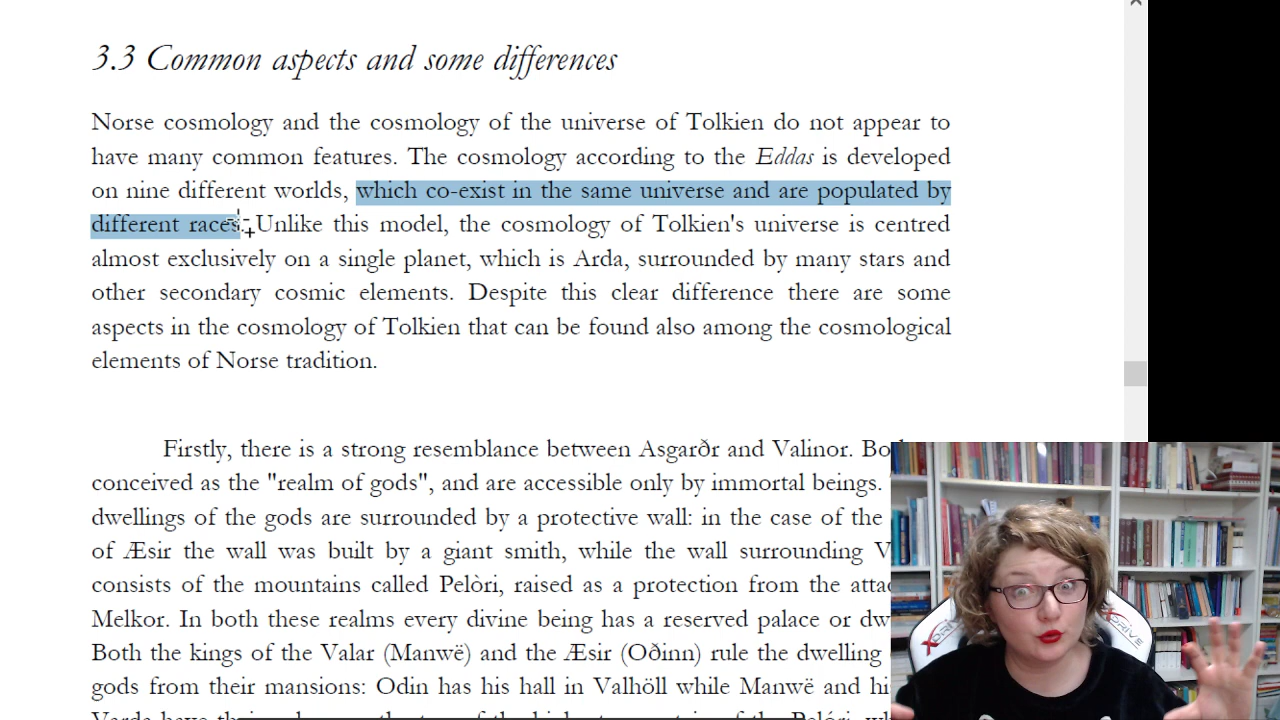 3.3 Common aspects and some differences
Norse cosmology and the cosmology of the universe of Tolkien do not appear to
have many common features. The cosmology according to the Eddas is developed
on nine different worlds, which co-exist in the same universe and are populated by
different races. Unlike this model, the cosmology of Tolkien's universe is centred
almost exclusively on a single planet, which is Arda, surrounded by many stars and
other secondary cosmic elements. Despite this clear difference there are some
aspects in the cosmology of Tolkien that can be found also among the cosmological
elements of Norse tradition.
Firstly, there is a strong resemblance between Asgarðr and Valinor.
conceived as the "realm of gods", and are accessible only by immortal beings.
dwellings of the gods are surrounded by a protective wall: in the case of the
of Æsir the wall was built by a giant smith, while the wall surrounding
consists of the mountains called Pelòri, raised as a protection from the
Melkor. In both these realms every divine being has a reserved palace or
Both the kings of the Valar (Manwë) and the Æsir (Oðinn) rule the dwelling
gods from their mansions: Odin has his hall in Valhöll while Manwë and